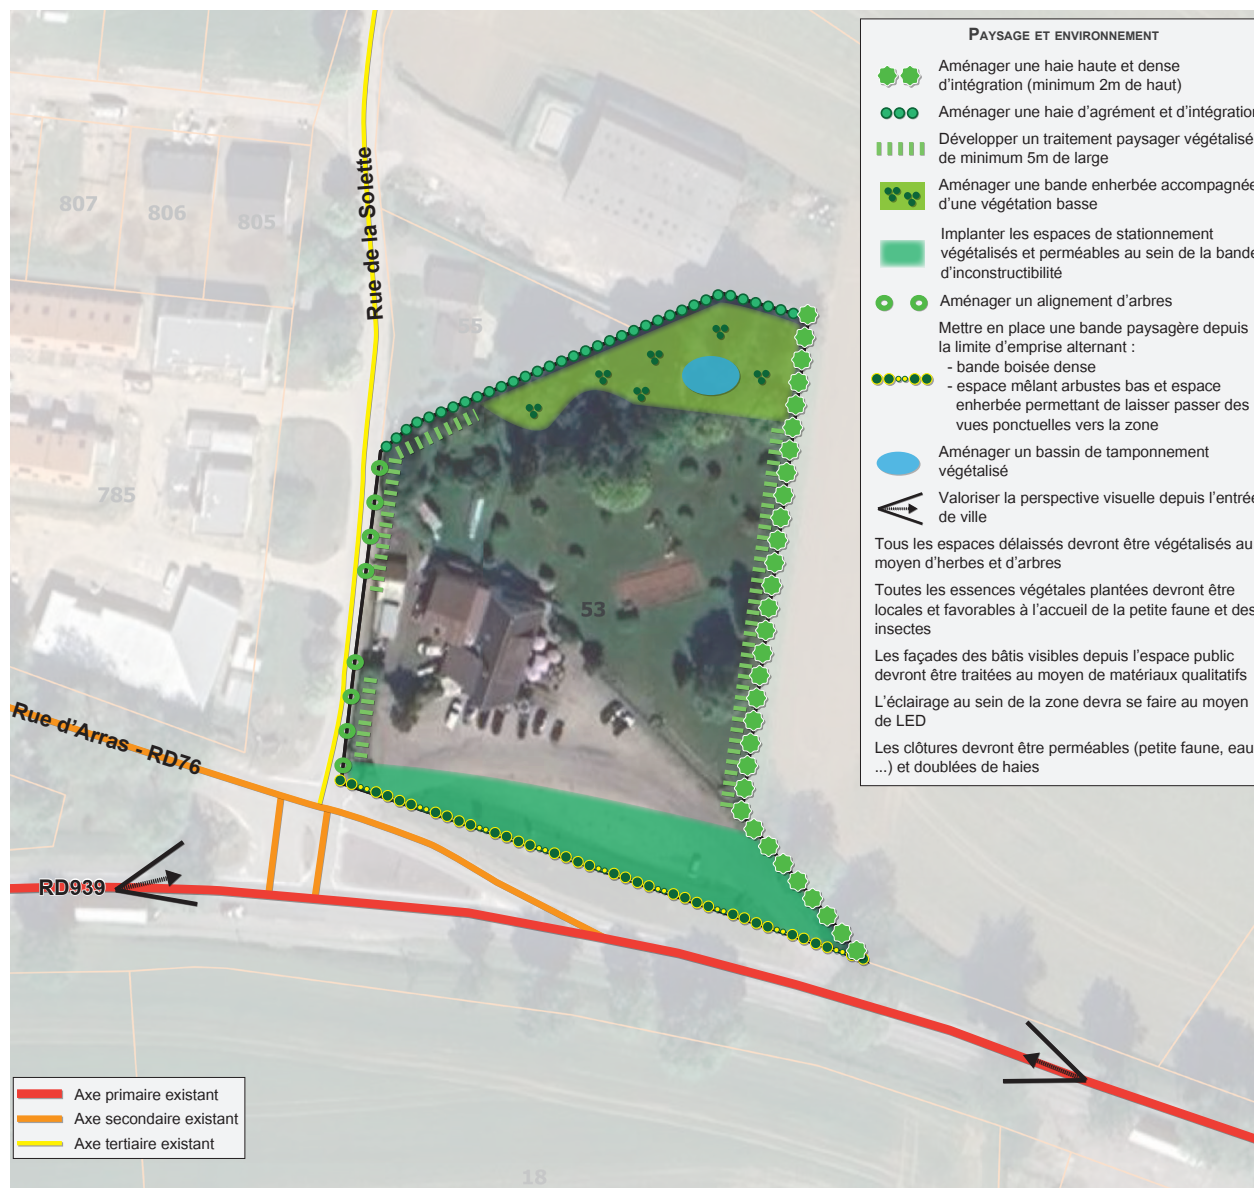 PAYSAGE ET ENVIRONNEMENT
Aménager une haie haute et dense
d'intégration (minimum 2m de haut)
Aménager une haie d'agrément et d'intégration
Développer un traitement paysager végétalisé
de minimum 5m de large
Aménager une bande enherbée accompagnée
d'une végétation basse
Implanter les espaces de stationnement
végétalisés et perméables au sein de la bande
d'inconstructibilité
Aménager un alignement d'arbres
Mettre en place une bande paysagère depuis
la limite d'emprise alternant :
- bande boisée dense
- espace mêlant arbustes bas et espace
enherbée permettant de laisser passer des
vues ponctuelles vers la zone
Aménager un bassin de tamponnement
végétalisé
Valoriser la perspective visuelle depuis l'entrée
de ville
Tous les espaces délaissés devront être végétalisés au
moyen d'herbes et d'arbres
Toutes les essences végétales plantées devront être
locales et favorables à l'accueil de la petite faune et des
insectes
Les façades des bâtis visibles depuis l'espace public
devront être traitées au moyen de matériaux qualitatifs
L'éclairage au sein de la zone devra se faire au moyen
de LED
Les clôtures devront être perméables (petite faune, eau
...) et doublées de haies
Rue de la Solette
807
806
805
55
785
53
Rue d'Arras - RD76
RD939
18
Axe primaire existant
Axe secondaire existant
Axe tertiaire existant